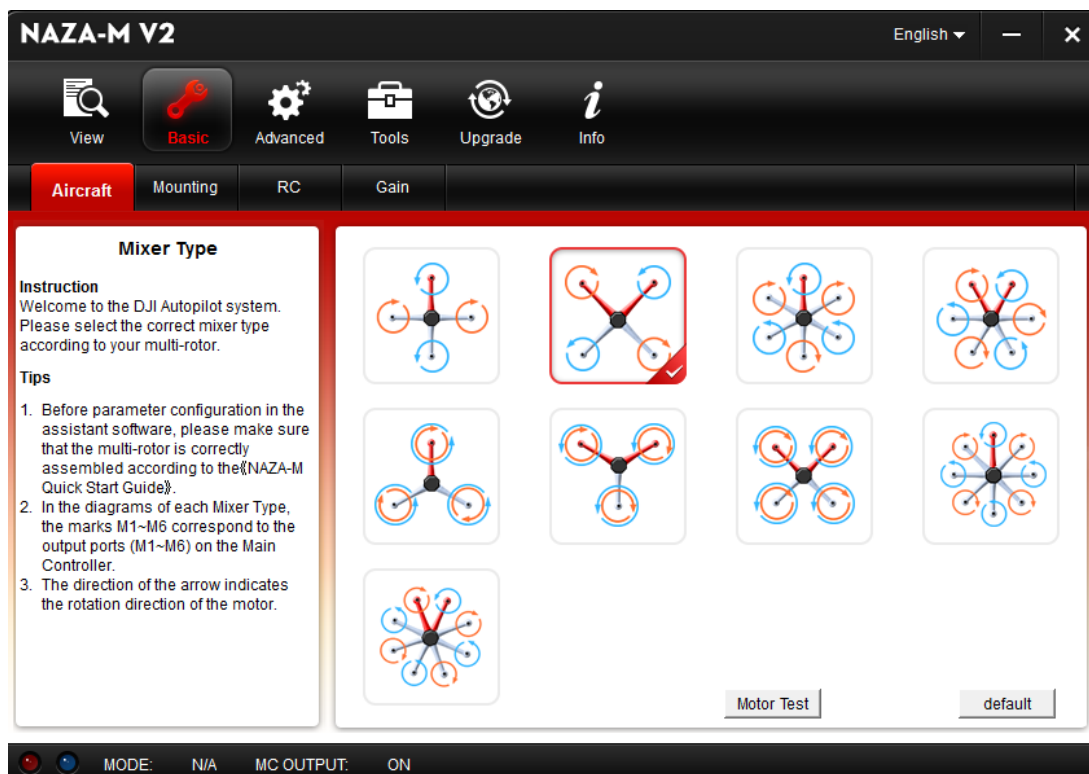 NAZA-M V2
English
View
Basic
Advanced
Tools
Upgrade
Info
Aircraft
Mounting
RC
Gain
Mixer Type
Instruction
Welcome to the DJI Autopilot system.
Please select the correct mixer type
according to your multi-rotor.
Tips
1. Before parameter configuration in the
assistant software, please make sure
that the multi-rotor is correctly
assembled according to the《NAZA-M
Quick Start Guide》.
2. In the diagrams of each Mixer Type,
the marks M1~M6 correspond to the
output ports (M1~M6) on the Main
Controller.
3. The direction of the arrow indicates
the rotation direction of the motor.
Motor Test
default
MODE: N/A MC OUTPUT: ON